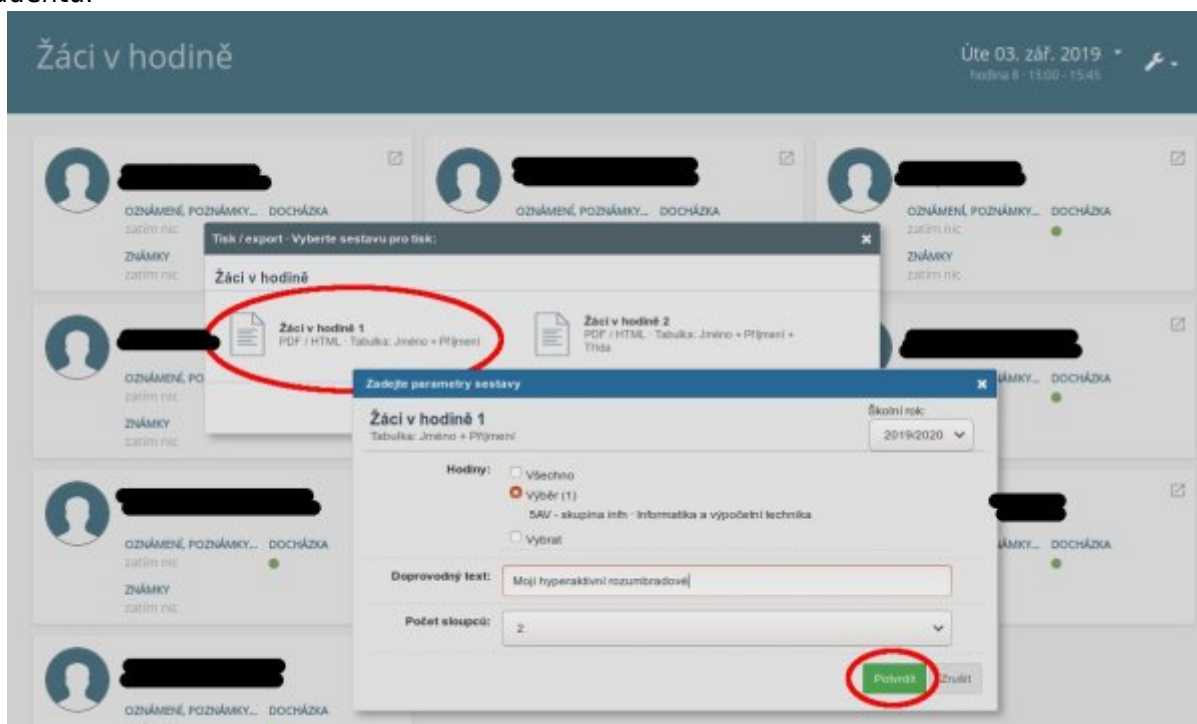 Žáci v hodině
Úte 03. zář. 2019
hodina 8 · 15:00 - 15:45
OZNÁMENÍ, POZNÁMKY... DOCHÁZKA
OZNÁMENÍ, POZNÁMKY... DOCHÁZKA
OZNÁMENÍ, POZNÁMKY... DOCHÁZKA
zatím nic
zatím nic
ZNÁMKY
zatím nic
ZNÁMKY
zatím nic
Tisk / export · Vyberte sestavu pro tisk:
Žáci v hodině
Žáci v hodině 1
PDF / HTML · Tabulka: Jméno + Příjmení
Žáci v hodině 2
PDF / HTML · Tabulka: Jméno + Příjmení +
Třída
OZNÁMENÍ, PO
zatím nic
ZNÁMKY
zatím nic
ÁMKY... DOCHÁZKA
Zadejte parametry sestavy
Žáci v hodině 1
Tabulka: Jméno + Příjmení
Školní rok:
2019/2020
Hodiny:
Všechno
Výběr (1)
5AV - skupina infn · Informatika a výpočetní technika
Vybrat
Doprovodný text:
Moji hyperaktivní rozumbradové
Počet sloupců:
2
Potvrdit
Zrušit
OZNÁMENÍ, POZNÁMKY... DOCHÁZKA
zatím nic
ZNÁMKY
zatím nic
ÁMKY... DOCHÁZKA
OZNÁMENÍ, POZNÁMKY... DOCHÁZKA